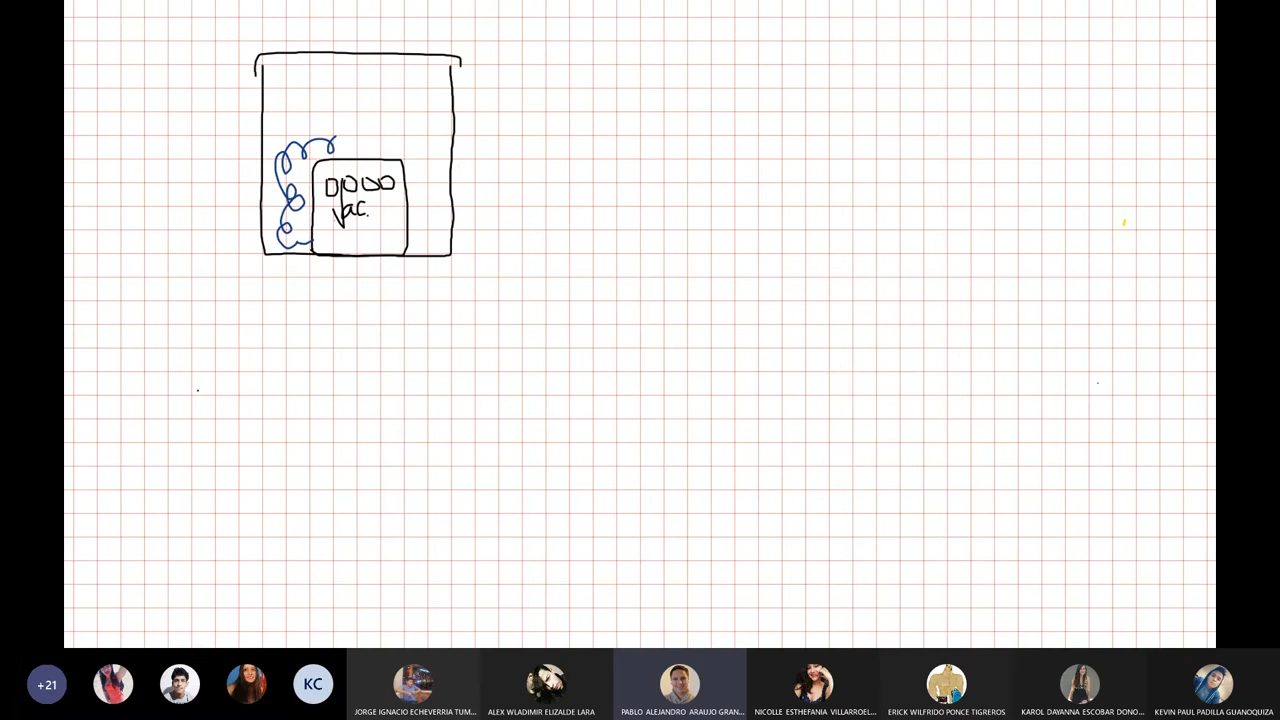 Vac.
+21
KC
JORGE IGNACIO ECHEVERRIA TUM...
ALEX WLADIMIR ELIZALDE LARA
PABLO ALEJANDRO ARAUJO GRAN...
NICOLLE ESTHEFANIA VILLARROEL...
ERICK WILFRIDO PONCE TIGREROS
KAROL DAYANNA ESCOBAR DONO...
KEVIN PAUL PADILLA GUANOQUIZA